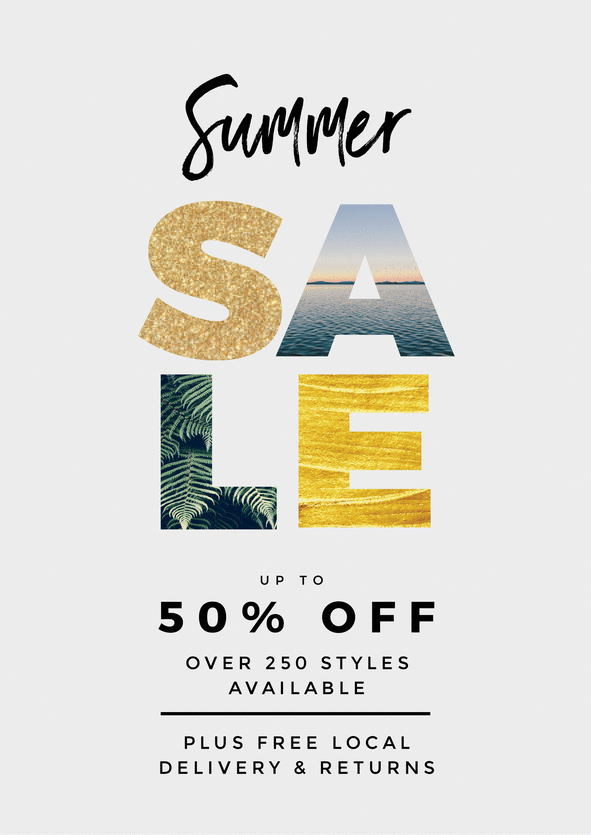 Summer
SA
LE
UP TO
50% OFF
OVER 250 STYLES
AVAILABLE
PLUS FREE LOCAL
DELIVERY & RETURNS